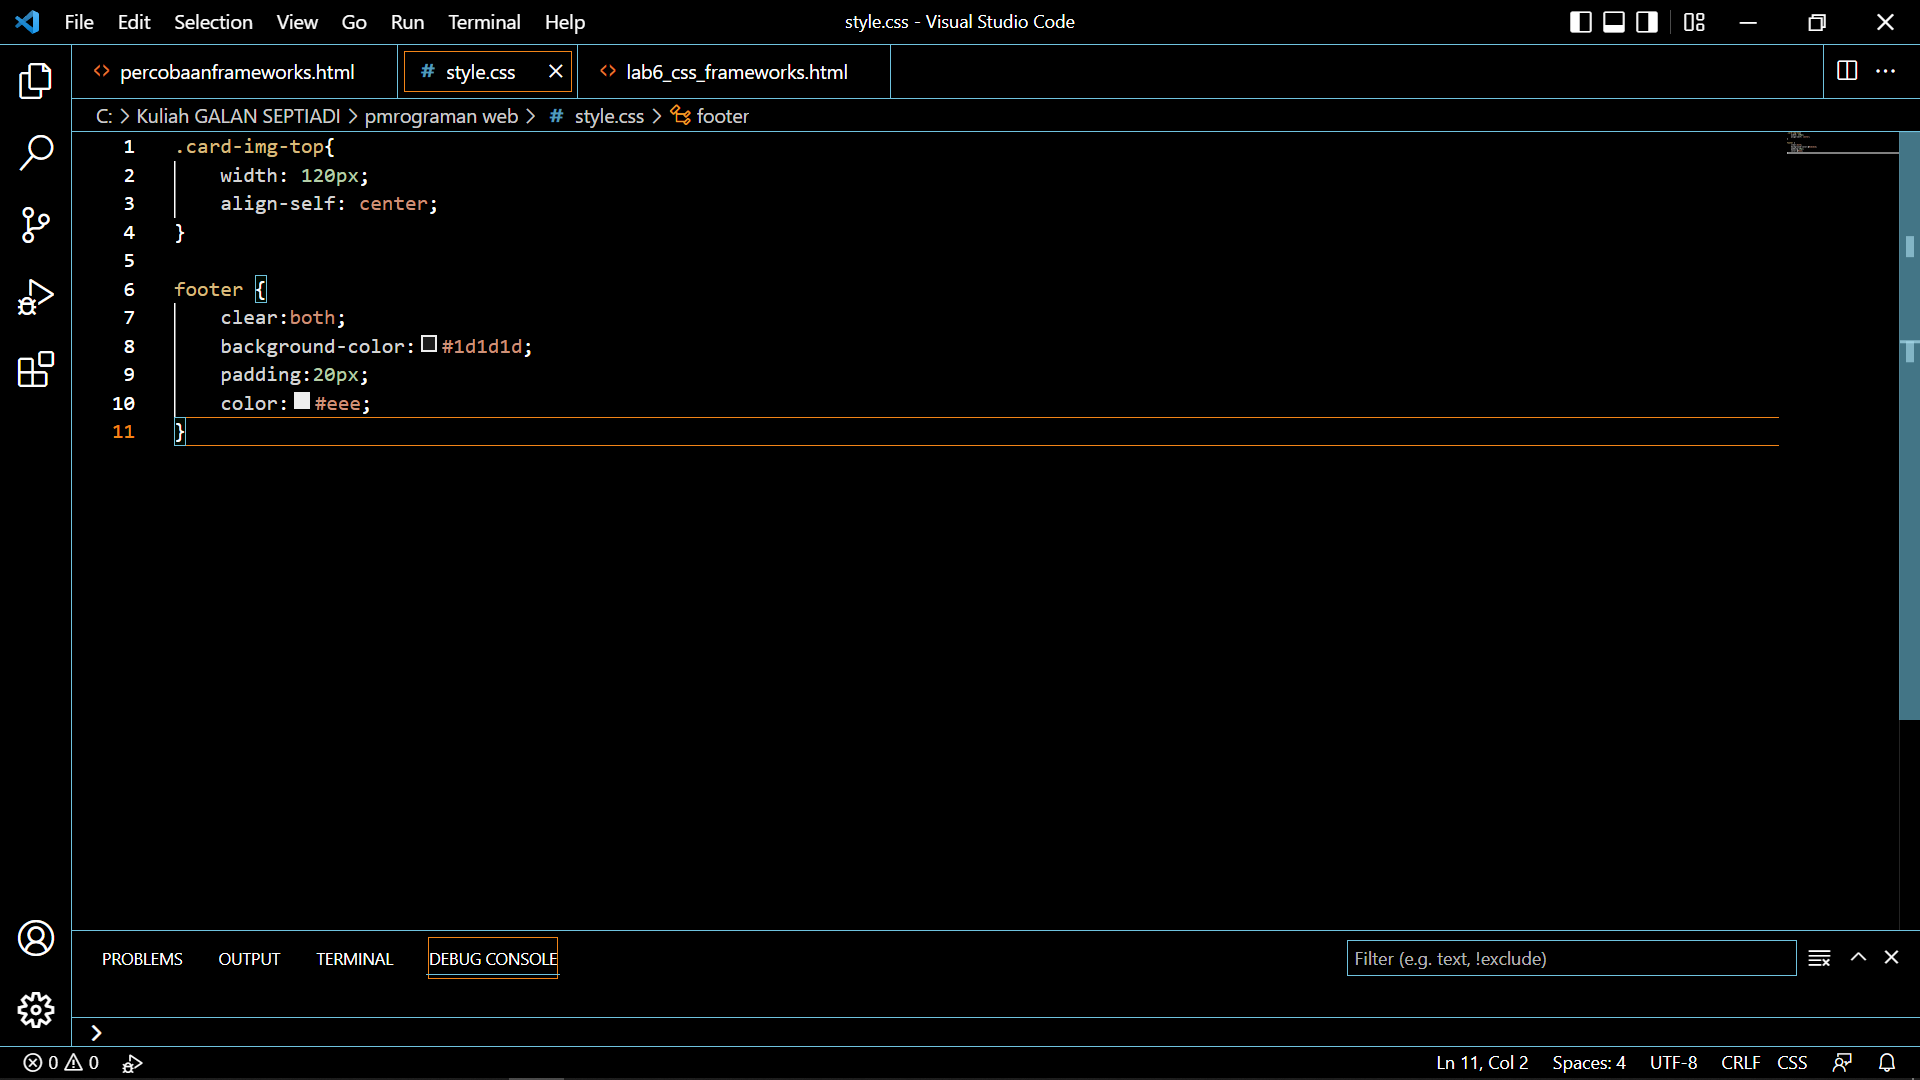 File Edit Selection View Go Run Terminal Help style.css - Visual Studio Code
percobaanframeworks.html # style.css lab6_css_frameworks.html
C: > Kuliah GALAN SEPTIADI > pmrograman web > # style.css > footer
1 .card-img-top{
2 width: 120px;
3 align-self: center;
4 }
5
6 footer {
7 clear:both;
8 background-color: #1d1d1d;
9 padding:20px;
10 color: #eee;
11 }
PROBLEMS OUTPUT TERMINAL DEBUG CONSOLE Filter (e.g. text, !exclude)
>
0 0 Ln 11, Col 2 Spaces: 4 UTF-8 CRLF CSS